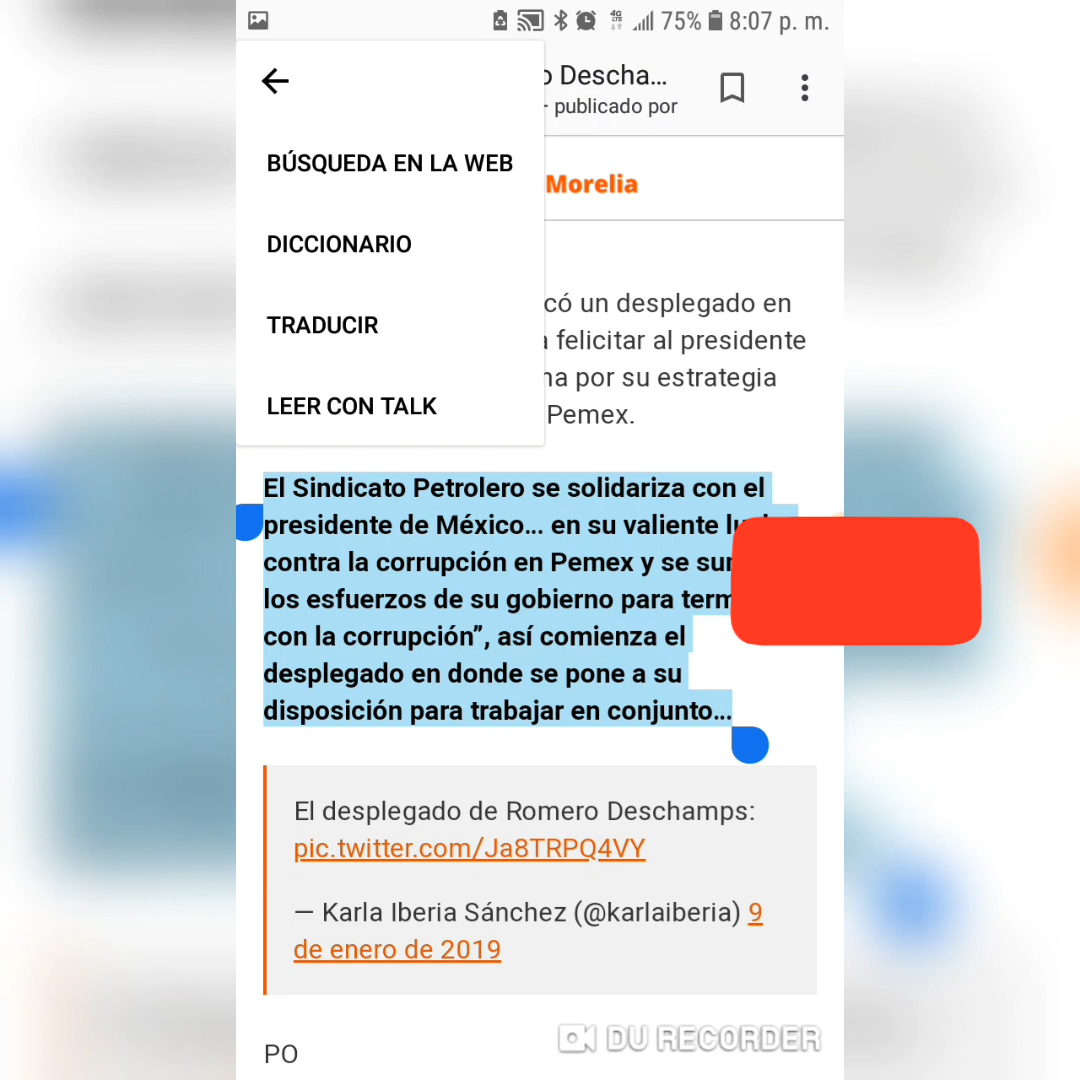 4G LTE 75% 8:07 p. m.
o Descha...
- publicado por
BÚSQUEDA EN LA WEB
DICCIONARIO
TRADUCIR
LEER CON TALK
Morelia
có un desplegado en
felicitar al presidente
na por su estrategia
Pemex.
El Sindicato Petrolero se solidariza con el
presidente de México... en su valiente
contra la corrupción en Pemex y se
los esfuerzos de su gobierno para
con la corrupción”, así comienza el
desplegado en donde se pone a su
disposición para trabajar en conjunto...
El desplegado de Romero Deschamps:
pic.twitter.com/Ja8TRPQ4VY
— Karla Iberia Sánchez (@karlaiberia) 9
de enero de 2019
PO
DU RECORDER